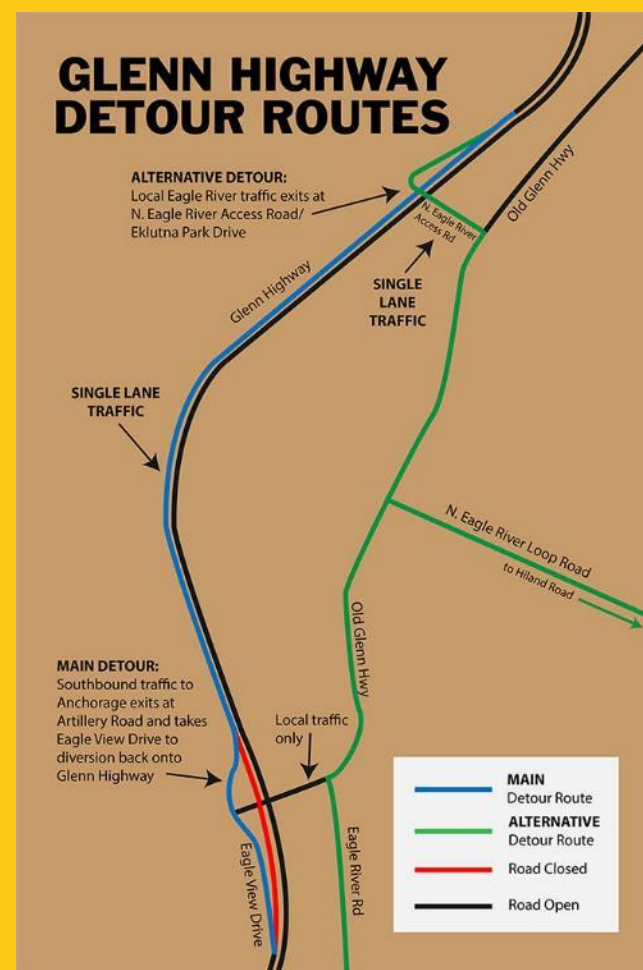 GLENN HIGHWAY
DETOUR ROUTES
ALTERNATIVE DETOUR:
Local Eagle River traffic exits at
N. Eagle River Access Road/
Eklutna Park Drive
N. Eagle River
Access Rd
Old Glenn Hwy
SINGLE
LANE
TRAFFIC
Glenn Highway
SINGLE LANE
TRAFFIC
N. Eagle River Loop Road
to Hiland Road
Old Glenn Hwy
MAIN DETOUR:
Southbound traffic to
Anchorage exits at
Artillery Road and takes
Eagle View Drive to
diversion back onto
Glenn Highway
Local traffic
only
Eagle View Drive
Eagle River Rd
MAIN
Detour Route
ALTERNATIVE
Detour Route
Road Closed
Road Open